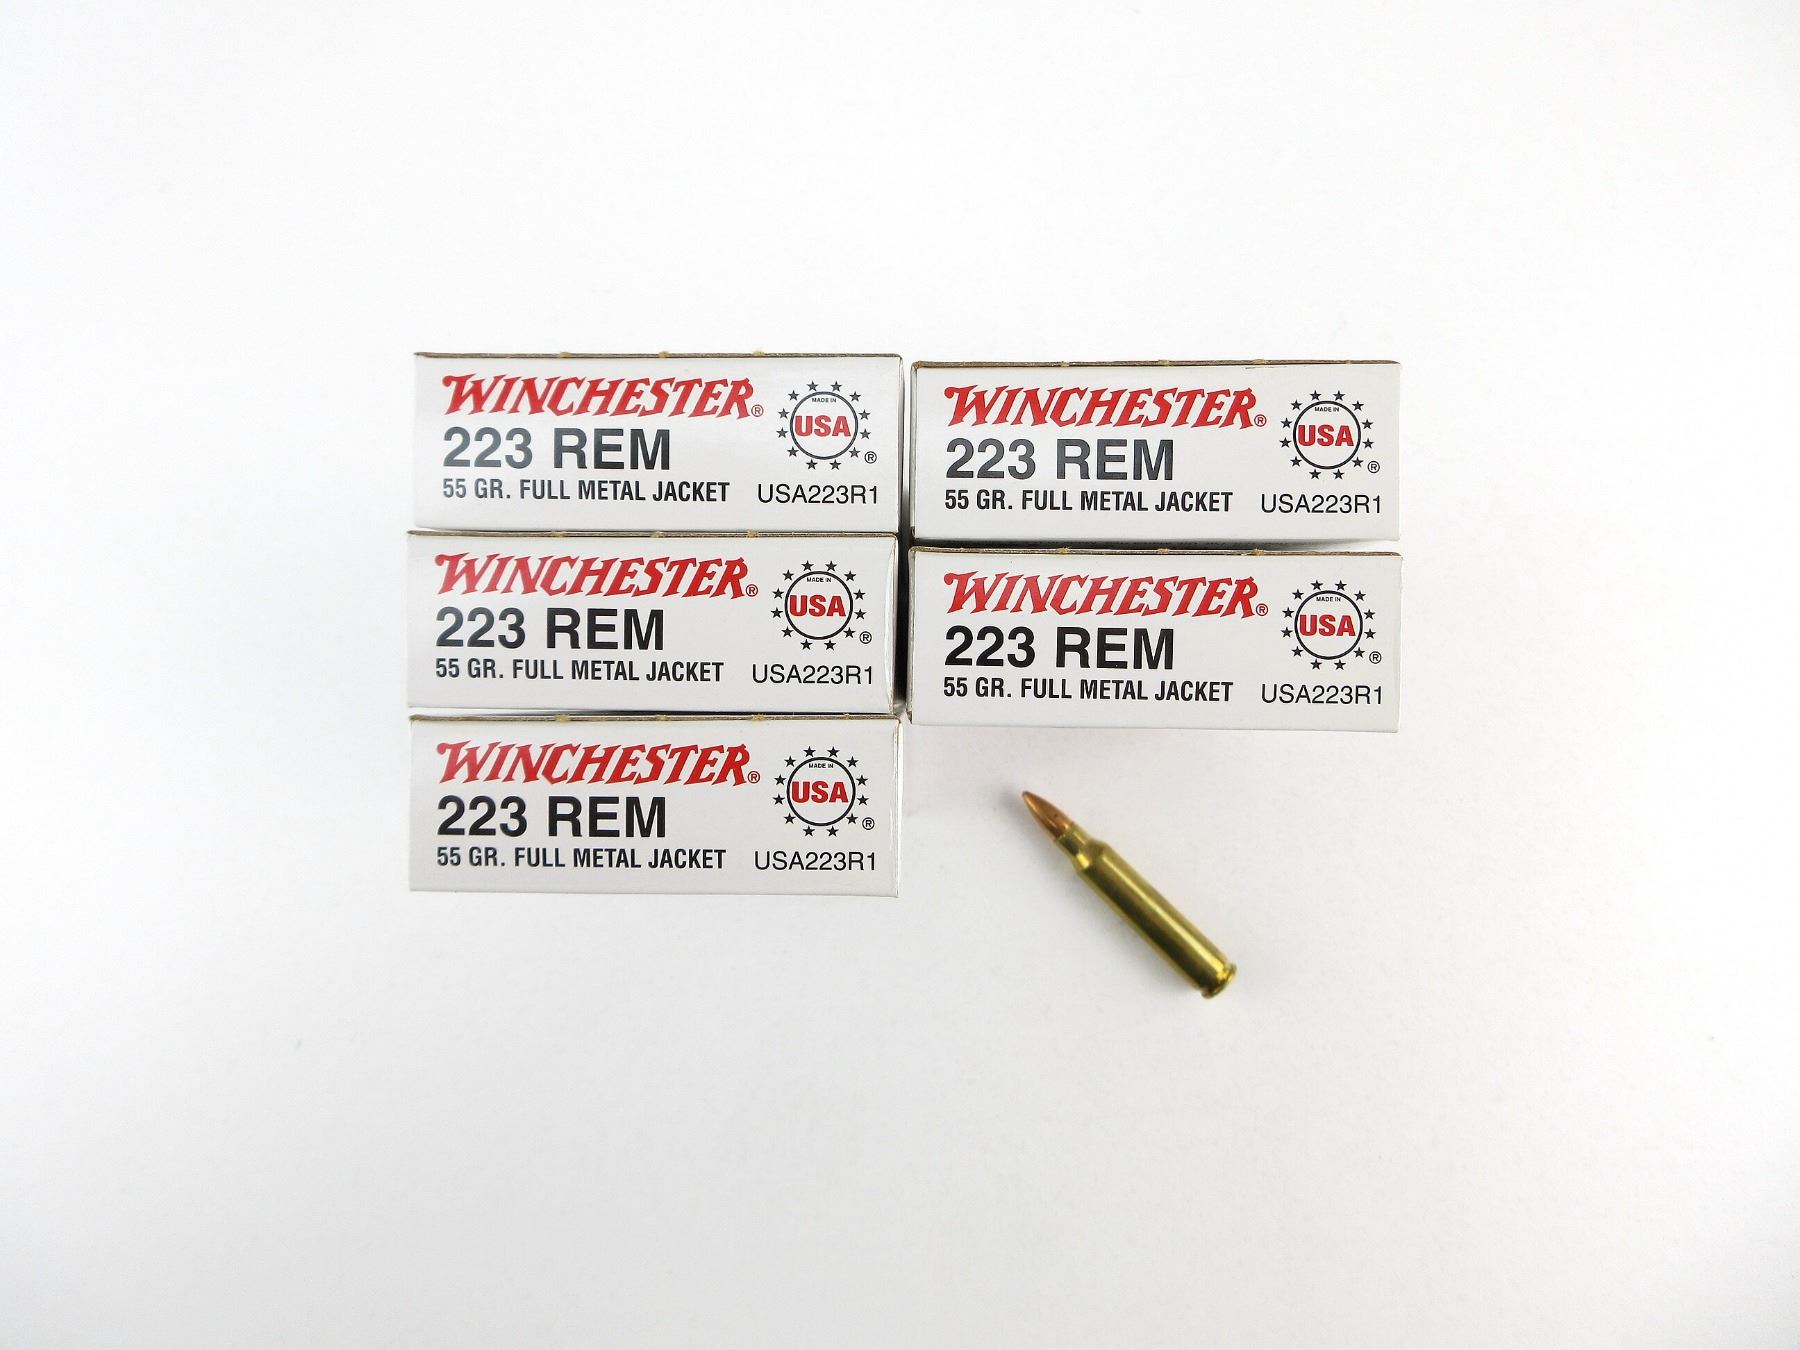 WINCHESTER®
223 REM
55 GR. FULL METAL JACKET
MADE IN
USA
®
USA223R1
WINCHESTER®
223 REM
55 GR. FULL METAL JACKET
MADE IN
USA
®
USA223R1
WINCHESTER®
223 REM
55 GR. FULL METAL JACKET
MADE IN
USA
®
USA223R1
WINCHESTER®
223 REM
55 GR. FULL METAL JACKET
MADE IN
USA
®
USA223R1
WINCHESTER®
223 REM
55 GR. FULL METAL JACKET
MADE IN
USA
®
USA223R1